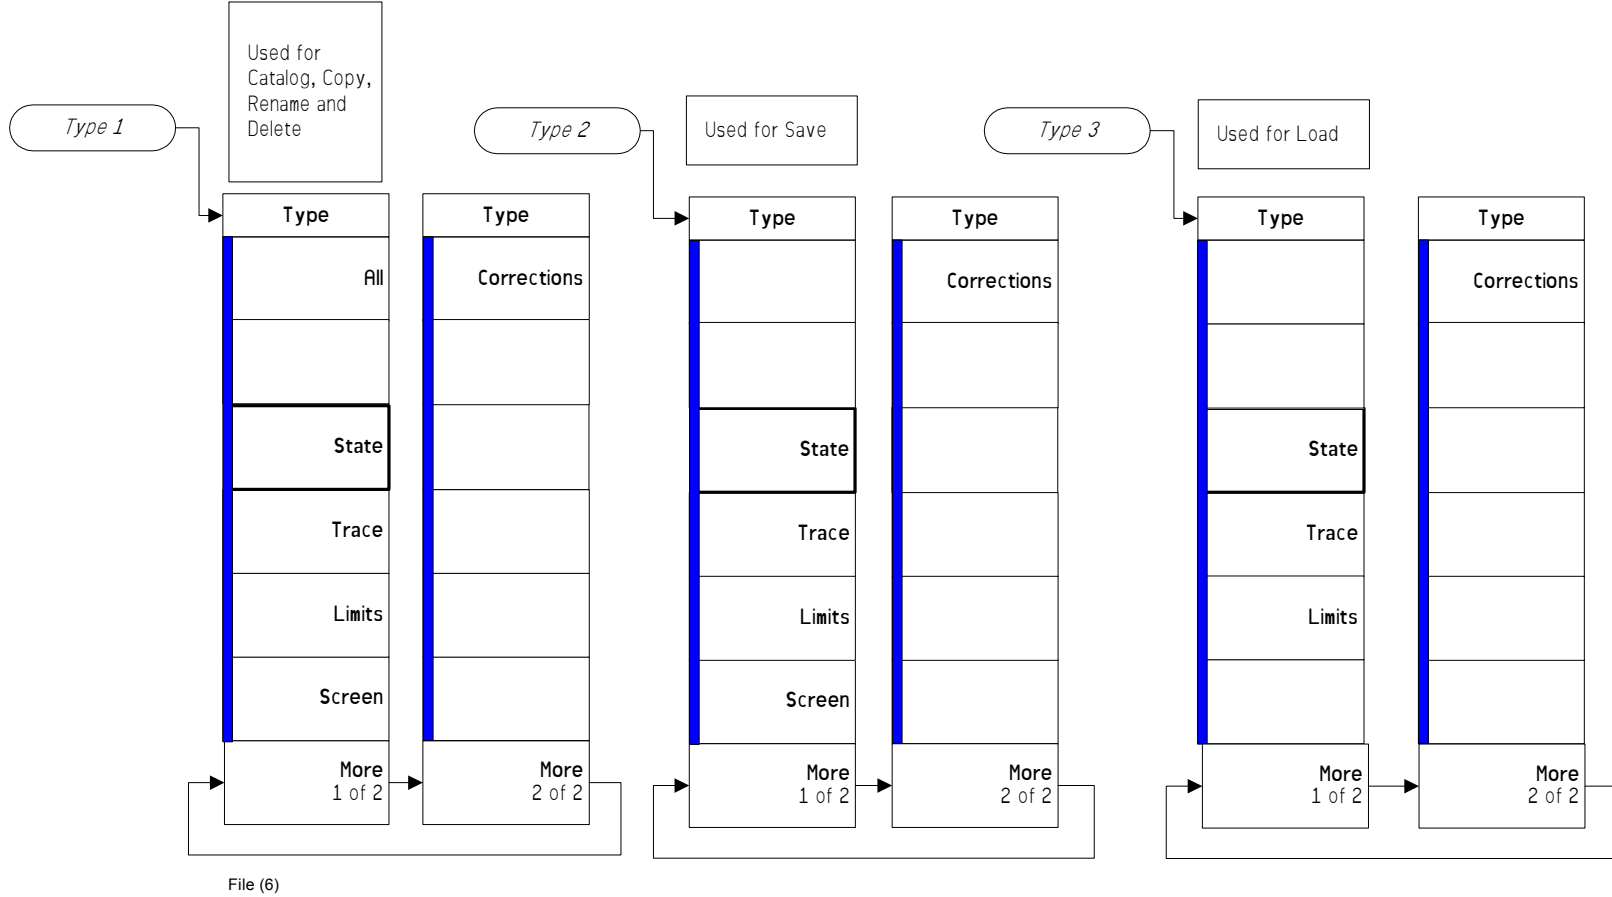 Used for
Catalog, Copy,
Rename and
Delete
Type 1
Type
All
State
Trace
Limits
Screen
More
1 of 2
Type
Corrections
More
2 of 2
Type 2
Used for Save
Type
State
Trace
Limits
Screen
More
1 of 2
Type
Corrections
More
2 of 2
Type 3
Used for Load
Type
State
Trace
Limits
More
1 of 2
Type
Corrections
More
2 of 2
File (6)